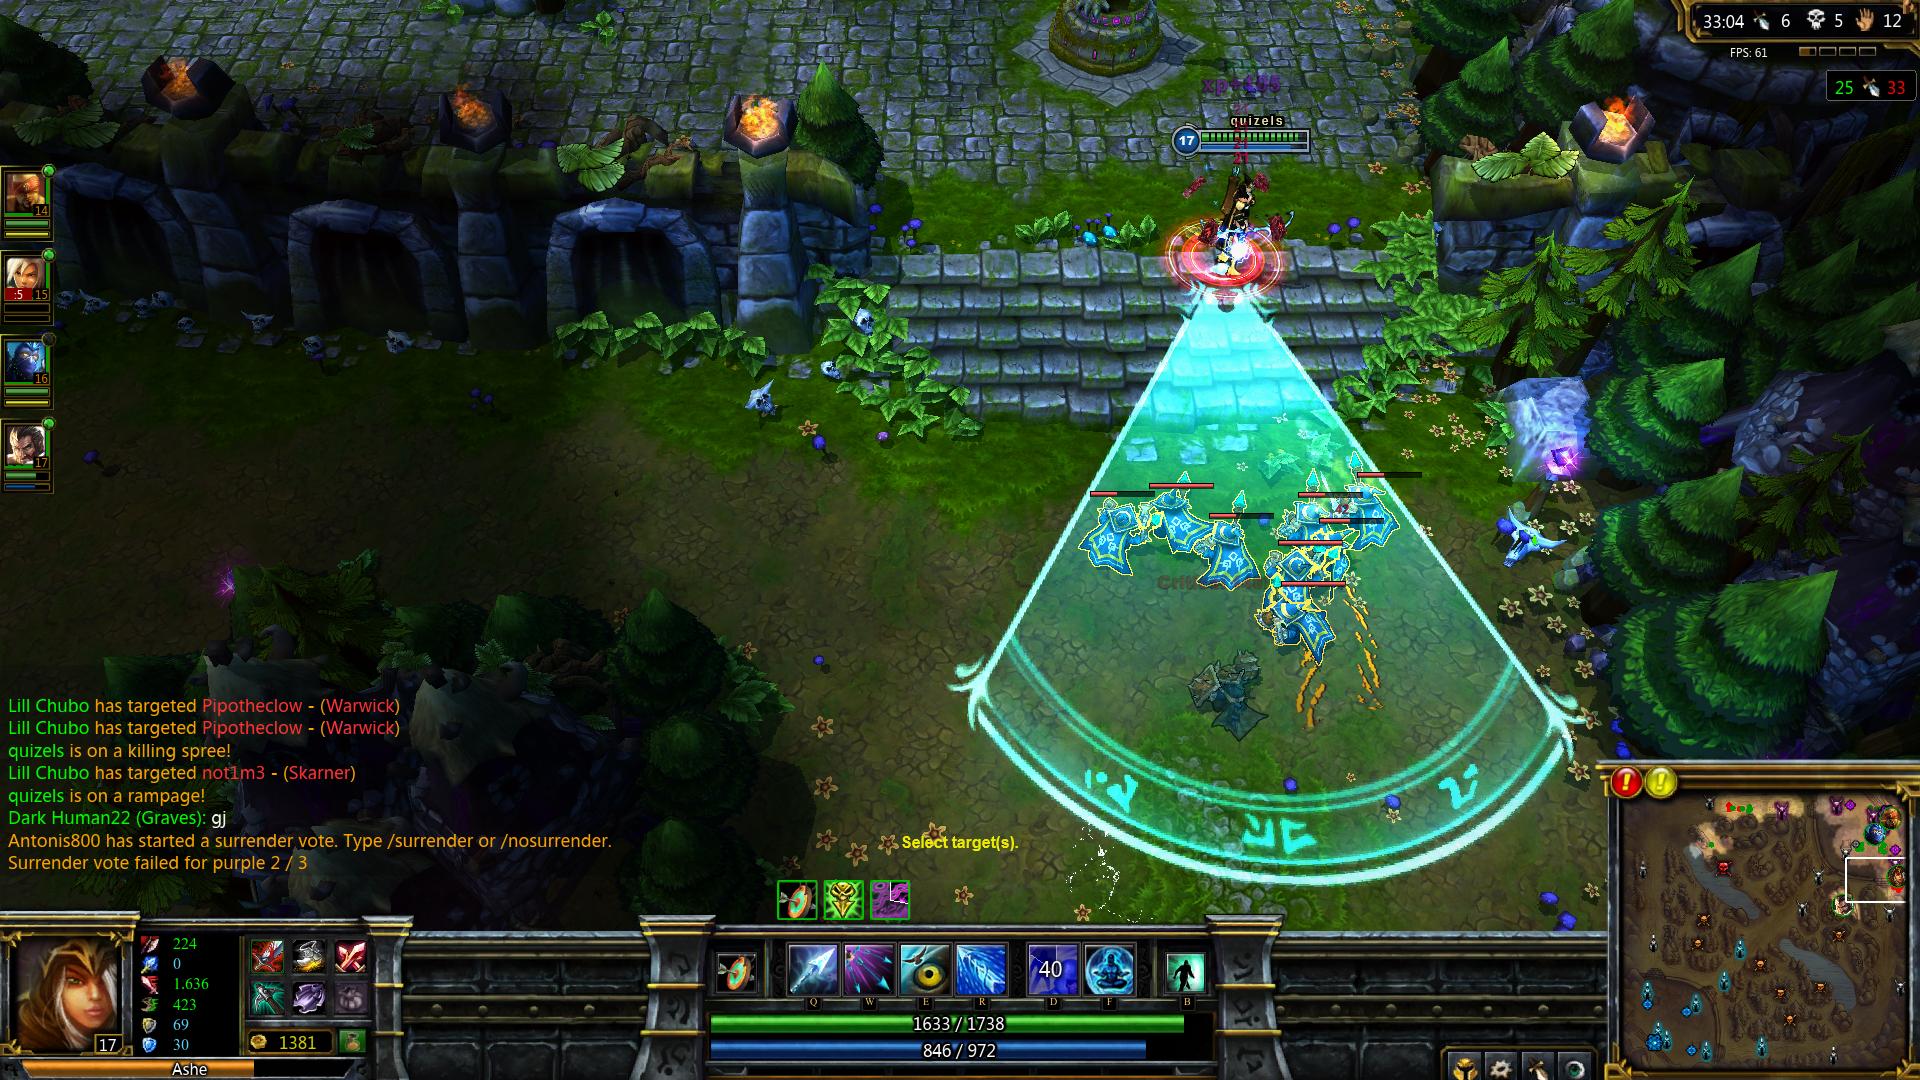 33:04 6 5 12
FPS: 61
25 33
quizels
17
21
14
:5 15
16
17
Lill Chubo has targeted Pipotheclow - (Warwick)
Lill Chubo has targeted Pipotheclow - (Warwick)
quizels is on a killing spree!
Lill Chubo has targeted not1m3 - (Skarner)
quizels is on a rampage!
Dark Human22 (Graves): gj
Antonis800 has started a surrender vote. Type /surrender or /nosurrender.
Surrender vote failed for purple 2 / 3
Select target(s).
224
0
1.636
423
69
30
17
1381
Ashe
40
Q W E R D F B
1633 / 1738
846 / 972